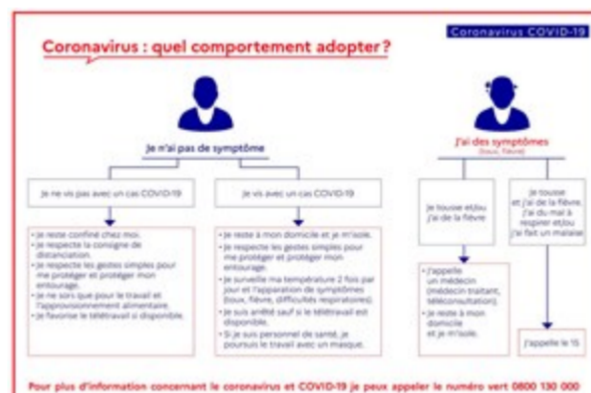 Coronavirus COVID-19
Coronavirus : quel comportement adopter ?
Je n'ai pas de symptôme
Je ne vis pas avec un cas COVID-19
• Je reste confiné chez moi.
• Je respecte la consigne de
distanciation.
• Je respecte les gestes simples pour
me protéger et protéger mon
entourage.
• Je ne sors que pour le travail et
l'approvisionnement alimentaire.
• Je favorise le télétravail si disponible.
Je vis avec un cas COVID-19
• Je reste à mon domicile et je m'isole.
• Je respecte les gestes simples pour
me protéger et protéger mon
entourage.
• Je surveille ma température 2 fois par
jour et l'apparation de symptômes
(toux, fièvre, difficultés respiratoires).
• Je suis arrêté sauf si le télétravail est
disponible.
• Si je suis personnel de santé, je
poursuis le travail avec un masque.
J'ai des symptômes
(toux, fièvre)
Je tousse et/ou
j'ai de la fièvre
• J'appelle
un médecin
(médecin traitant,
téléconsultation).
• Je reste à mon
domicile
et je m'isole.
Je tousse
et j'ai de la fièvre.
J'ai du mal à
respirer et/ou
j'ai fait un malaise
J'appelle le 15
Pour plus d'information concernant le coronavirus et COVID-19 je peux appeler le numéro vert 0800 130 000